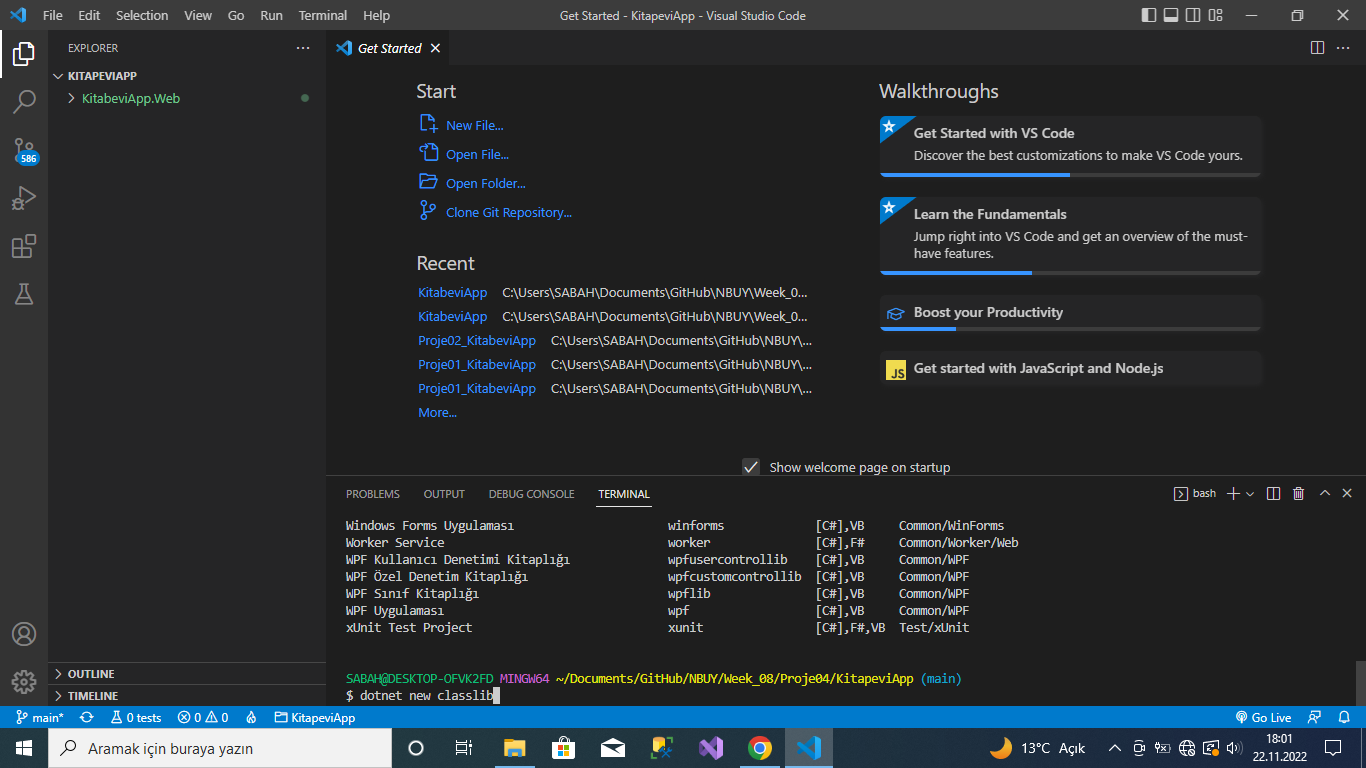 File Edit Selection View Go Run Terminal Help
Get Started - KitapeviApp - Visual Studio Code
EXPLORER
KITAPEVIAPP
KitabeviApp.Web
586
OUTLINE
TIMELINE
Get Started
Start
New File...
Open File...
Open Folder...
Clone Git Repository...
Recent
KitabeviApp C:\Users\SABAH\Documents\GitHub\NBUY\Week_0...
KitabeviApp C:\Users\SABAH\Documents\GitHub\NBUY\Week_0...
Proje02_KitabeviApp C:\Users\SABAH\Documents\GitHub\NBUY\...
Proje01_KitabeviApp C:\Users\SABAH\Documents\GitHub\NBUY\...
Proje01_KitabeviApp C:\Users\SABAH\Documents\GitHub\NBUY\...
More...
Walkthroughs
Get Started with VS Code
Discover the best customizations to make VS Code yours.
Learn the Fundamentals
Jump right into VS Code and get an overview of the must-
have features.
Boost your Productivity
JS Get started with JavaScript and Node.js
Show welcome page on startup
PROBLEMS OUTPUT DEBUG CONSOLE TERMINAL
bash
Windows Forms Uygulaması winforms [C#],VB Common/WinForms
Worker Service worker [C#],F# Common/Worker/Web
WPF Kullanıcı Denetimi Kitaplığı wpfusercontrollib [C#],VB Common/WPF
WPF Özel Denetim Kitaplığı wpfcustomcontrollib [C#],VB Common/WPF
WPF Sınıf Kitaplığı wpflib [C#],VB Common/WPF
WPF Uygulaması wpf [C#],VB Common/WPF
xUnit Test Project xunit [C#],F#,VB Test/xUnit
SABAH@DESKTOP-OFVK2FD MINGW64 ~/Documents/GitHub/NBUY/Week_08/Proje04/KitapeviApp (main)
$ dotnet new classlib
main* 0 tests 0 0 KitapeviApp Go Live
Aramak için buraya yazın
13°C Açık
18:01
22.11.2022